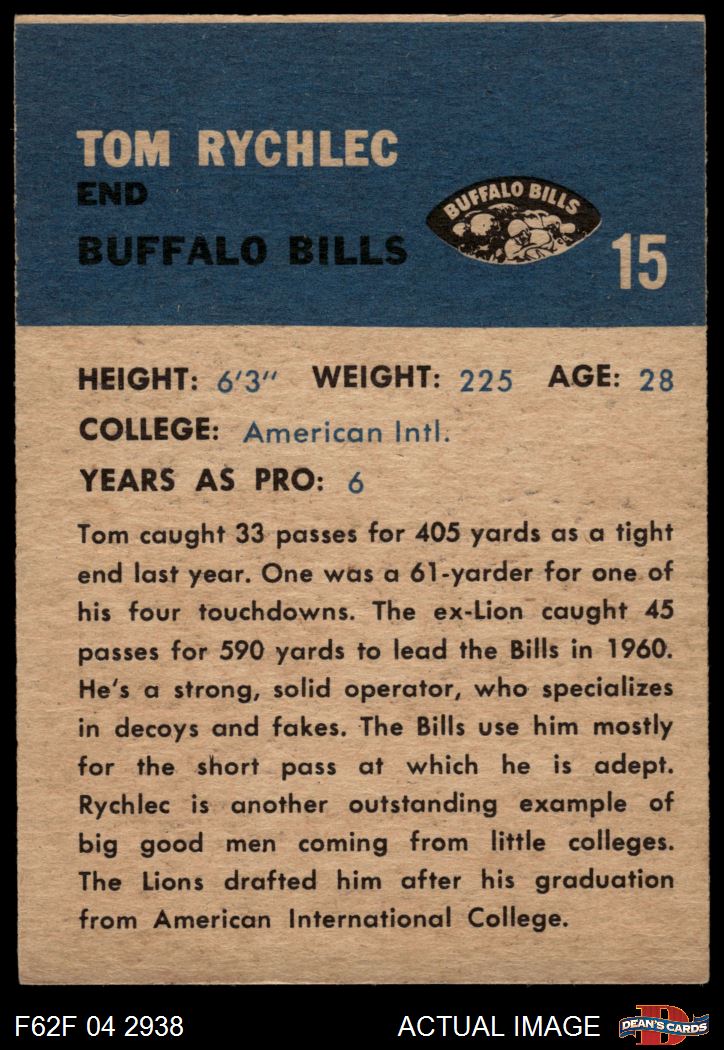 TOM RYCHLEC
END
BUFFALO BILLS
BUFFALO BILLS
15
HEIGHT: 6'3" WEIGHT: 225 AGE: 28
COLLEGE: American Intl.
YEARS AS PRO: 6
Tom caught 33 passes for 405 yards as a tight
end last year. One was a 61-yarder for one of
his four touchdowns. The ex-Lion caught 45
passes for 590 yards to lead the Bills in 1960.
He's a strong, solid operator, who specializes
in decoys and fakes. The Bills use him mostly
for the short pass at which he is adept.
Rychlec is another outstanding example of
big good men coming from little colleges.
The Lions drafted him after his graduation
from American International College.
F62F 04 2938 ACTUAL IMAGE
D
DEAN'S CARDS